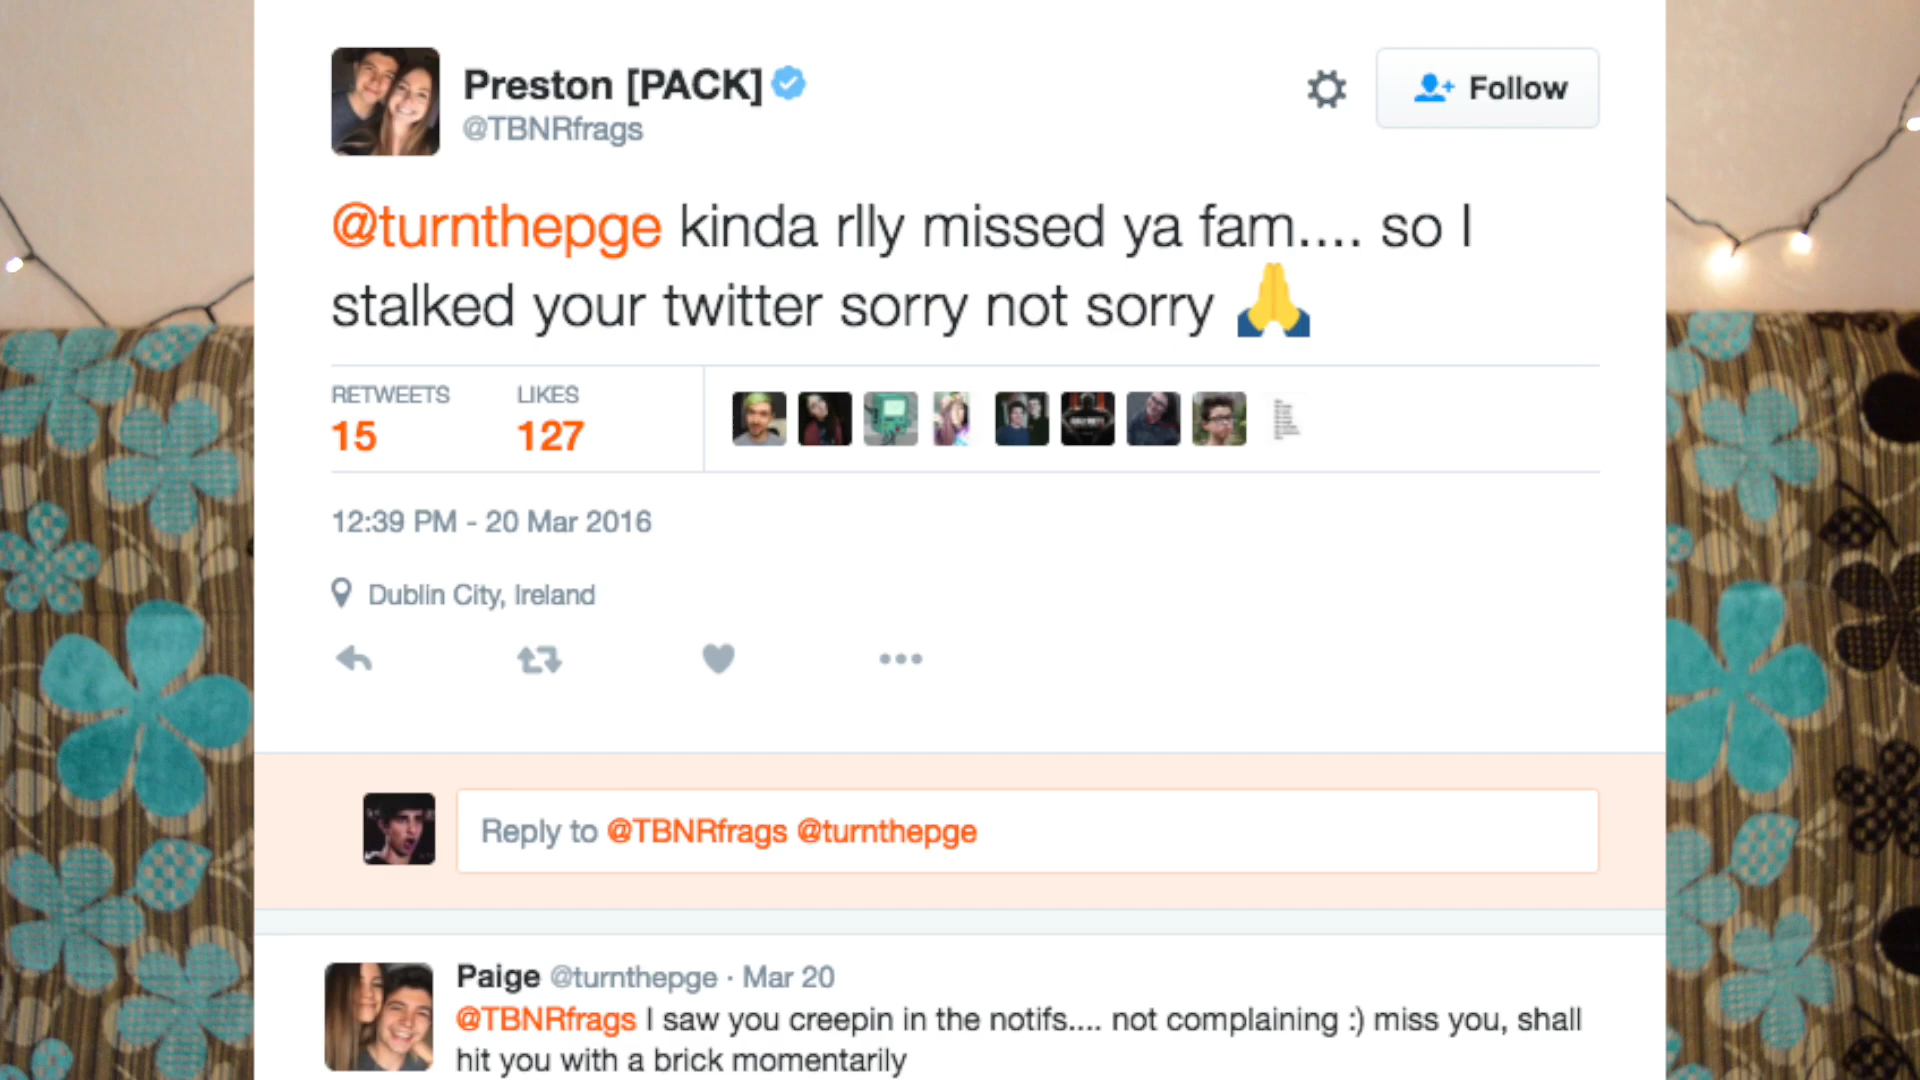 Preston [PACK]
@TBNRfrags
Follow
@turnthepge kinda rlly missed ya fam.... so I
stalked your twitter sorry not sorry 🙏
RETWEETS LIKES
15 127
12:39 PM - 20 Mar 2016
Dublin City, Ireland
Reply to @TBNRfrags @turnthepge
Paige @turnthepge · Mar 20
@TBNRfrags I saw you creepin in the notifs.... not complaining :) miss you, shall
hit you with a brick momentarily